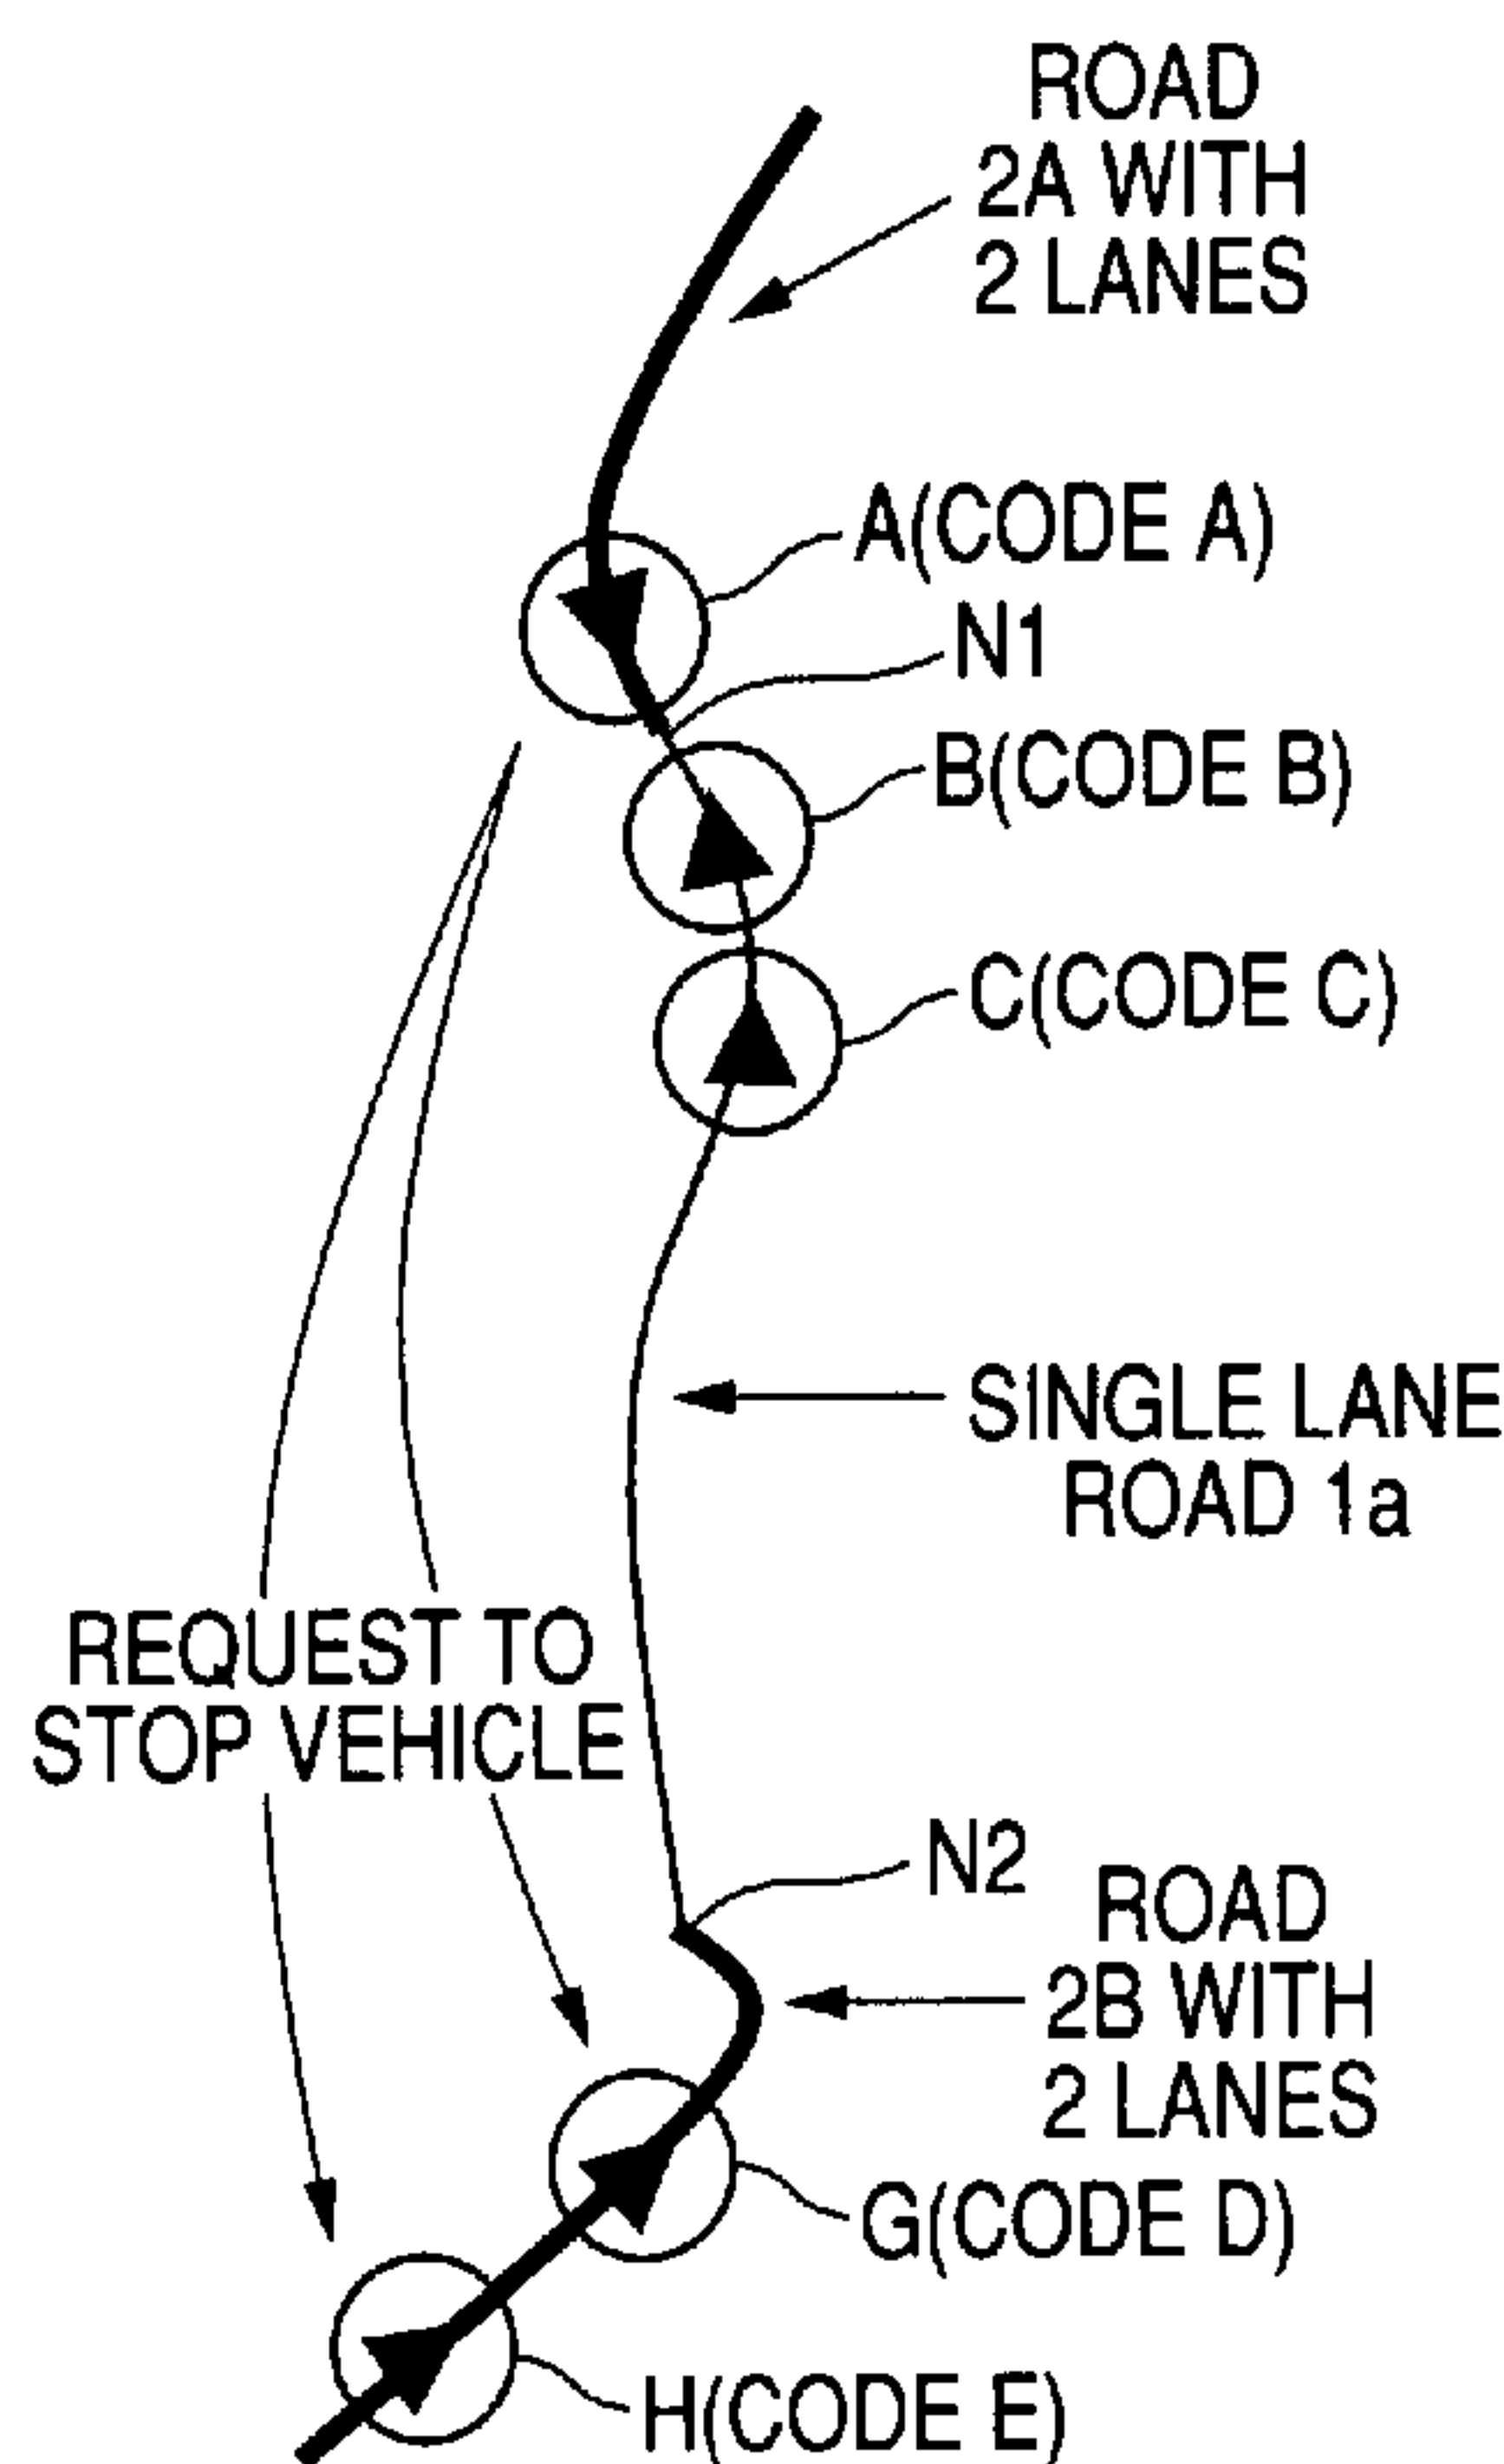 ROAD
2A WITH
2 LANES
A(CODE A)
N1
B(CODE B)
C(CODE C)
SINGLE LANE
ROAD 1a
REQUEST TO
STOP VEHICLE
N2
ROAD
2B WITH
2 LANES
G(CODE D)
H(CODE E)